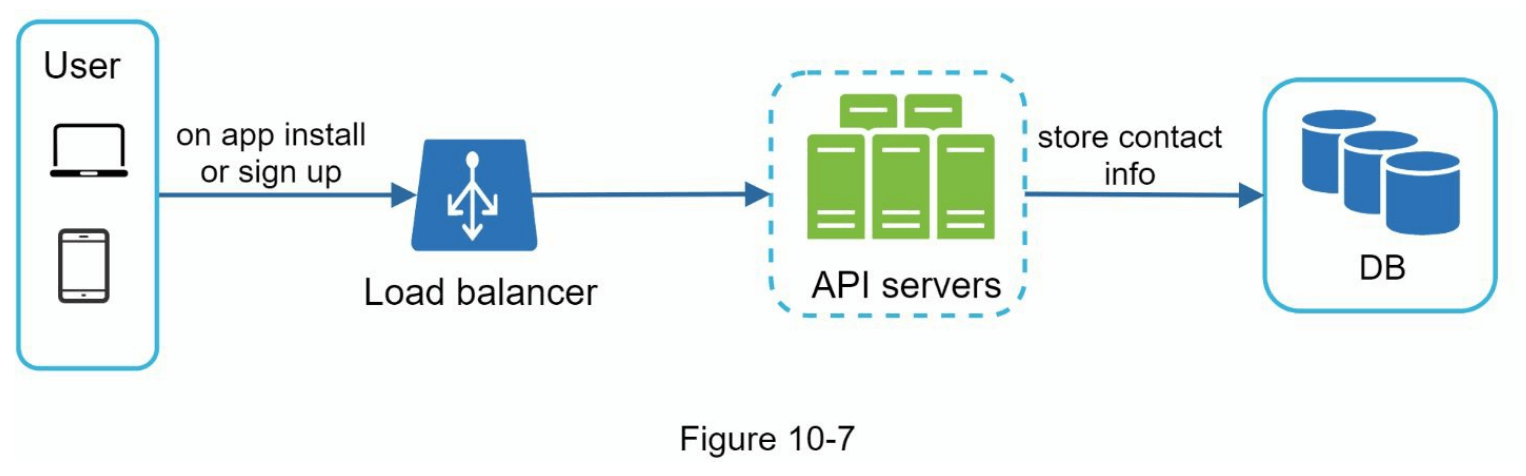 User
on app install
or sign up
Load balancer
API servers
store contact
info
DB
Figure 10-7